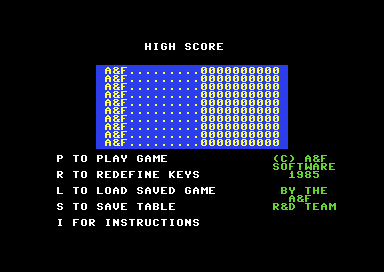 HIGH SCORE
A&F.........0000000000
A&F.........0000000000
A&F.........0000000000
A&F.........0000000000
A&F.........0000000000
A&F.........0000000000
A&F.........0000000000
A&F.........0000000000
A&F.........0000000000
A&F.........0000000000
P TO PLAY GAME
R TO REDEFINE KEYS
L TO LOAD SAVED GAME
S TO SAVE TABLE
I FOR INSTRUCTIONS
(C) A&F
SOFTWARE
1985
BY THE
A&F
R&D TEAM